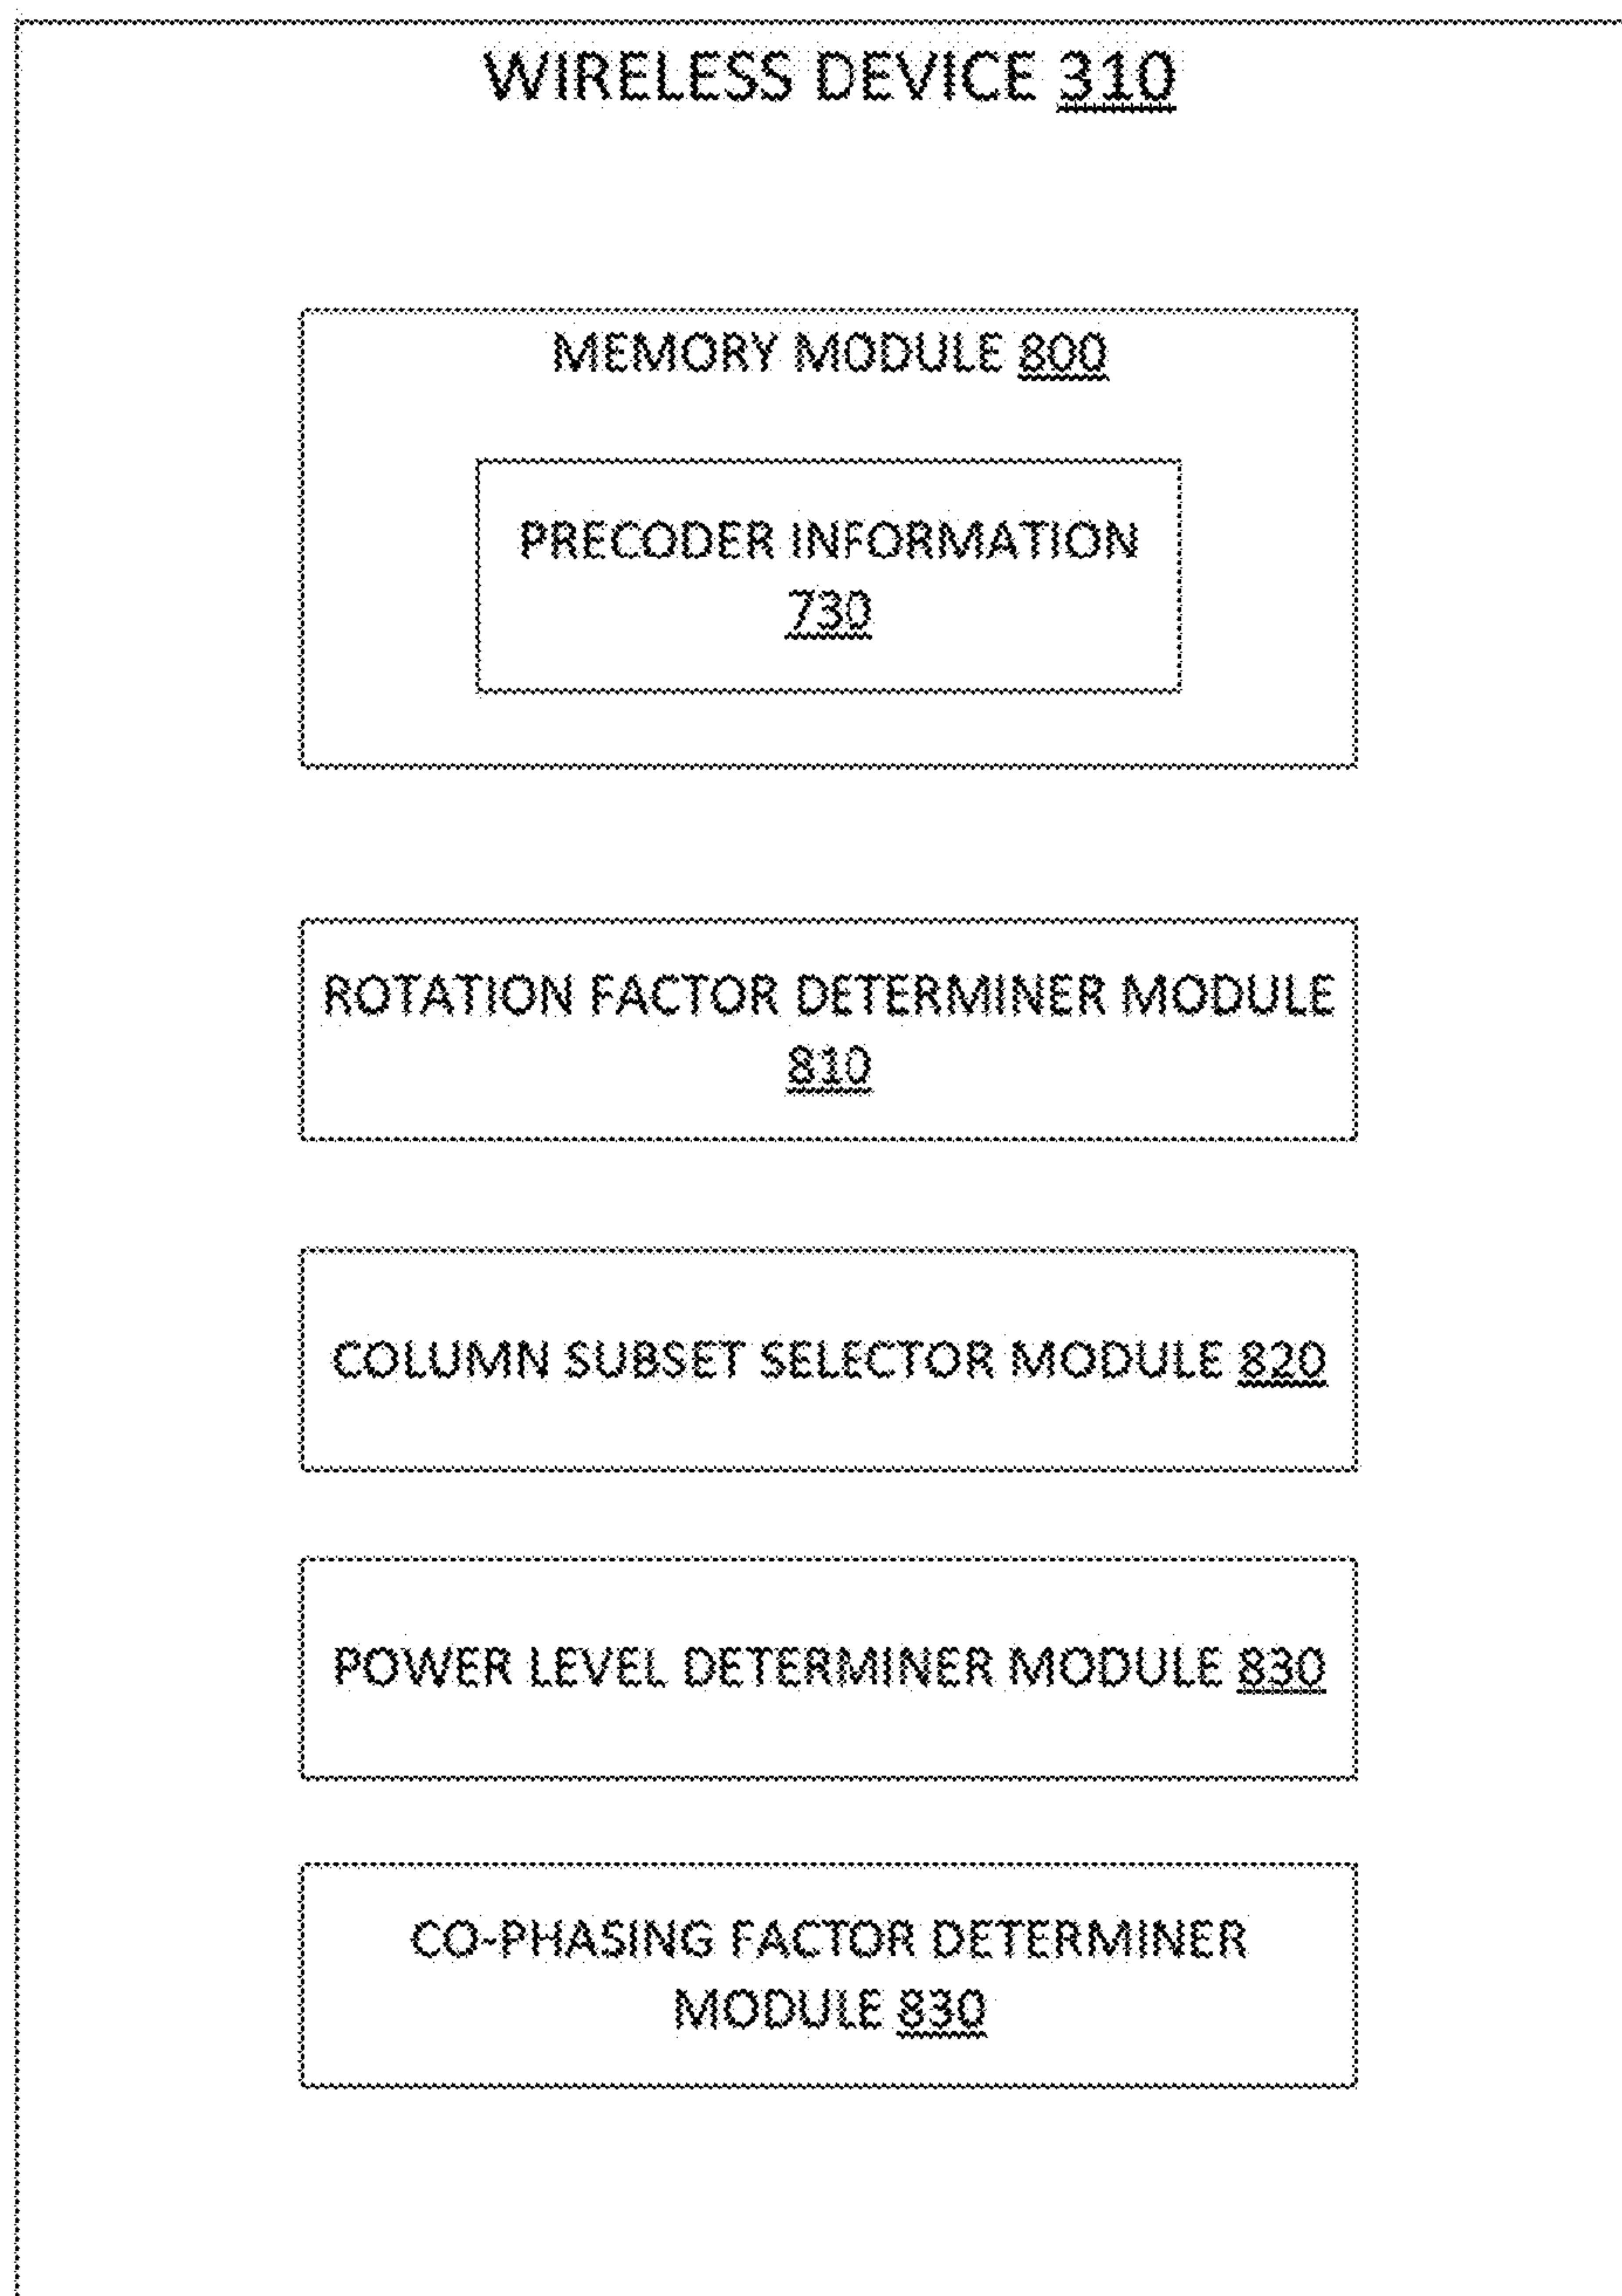 WIRELESS DEVICE 310
MEMORY MODULE 800
PRECODER INFORMATION
730
ROTATION FACTOR DETERMINER MODULE
810
COLUMN SUBSET SELECTOR MODULE 820
POWER LEVEL DETERMINER MODULE 830
CO-PHASING FACTOR DETERMINER
MODULE 830